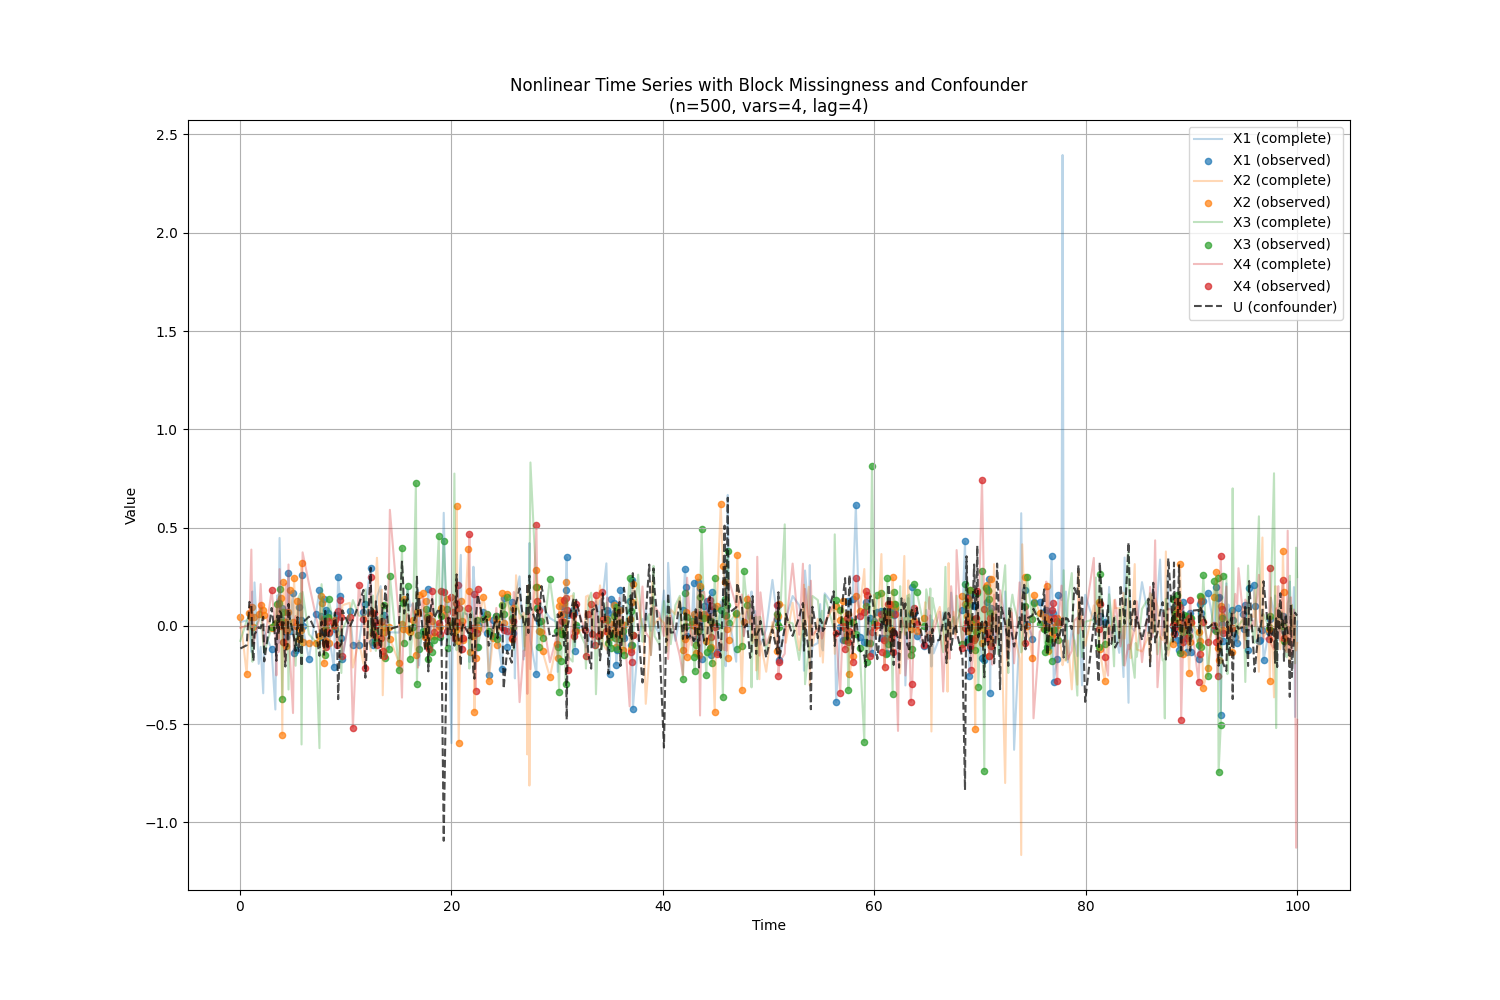 Nonlinear Time Series with Block Missingness and Confounder
(n=500, vars=4, lag=4)
2.5
2.0
1.5
1.0
0.5
0.0
−0.5
−1.0
Value
X1 (complete)
X1 (observed)
X2 (complete)
X2 (observed)
X3 (complete)
X3 (observed)
X4 (complete)
X4 (observed)
U (confounder)
0 20 40 60 80 100
Time